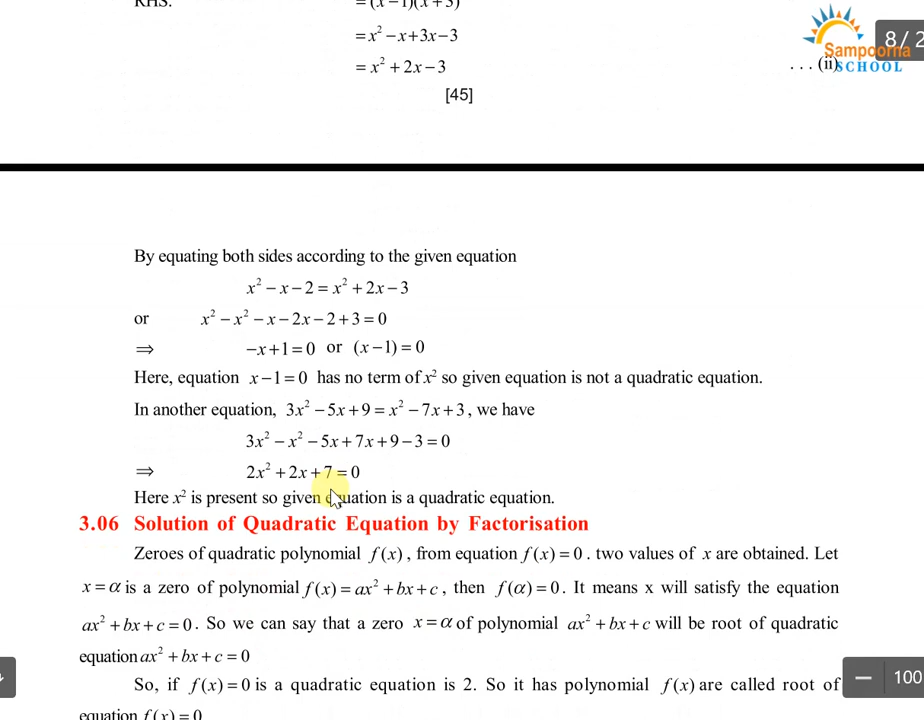 RHS.
= (x−1)(x+3)
= x² − x + 3x − 3
= x² + 2x − 3
. . . (ii)
[45]
Sampoorna
SCHOOL
8 / 2
By equating both sides according to the given equation
x² − x − 2 = x² + 2x − 3
or x² − x² − x − 2x − 2 + 3 = 0
⇒ −x + 1 = 0 or (x − 1) = 0
Here, equation x − 1 = 0 has no term of x² so given equation is not a quadratic equation.
In another equation, 3x² − 5x + 9 = x² − 7x + 3, we have
3x² − x² − 5x + 7x + 9 − 3 = 0
⇒ 2x² + 2x + 7 = 0
Here x² is present so given equation is a quadratic equation.
3.06 Solution of Quadratic Equation by Factorisation
Zeroes of quadratic polynomial f(x), from equation f(x) = 0. two values of x are obtained. Let
x = α is a zero of polynomial f(x) = ax² + bx + c, then f(α) = 0. It means x will satisfy the equation
ax² + bx + c = 0. So we can say that a zero x = α of polynomial ax² + bx + c will be root of quadratic
equation ax² + bx + c = 0
So, if f(x) = 0 is a quadratic equation is 2. So it has polynomial f(x) are called root of
equation f(x) = 0
100